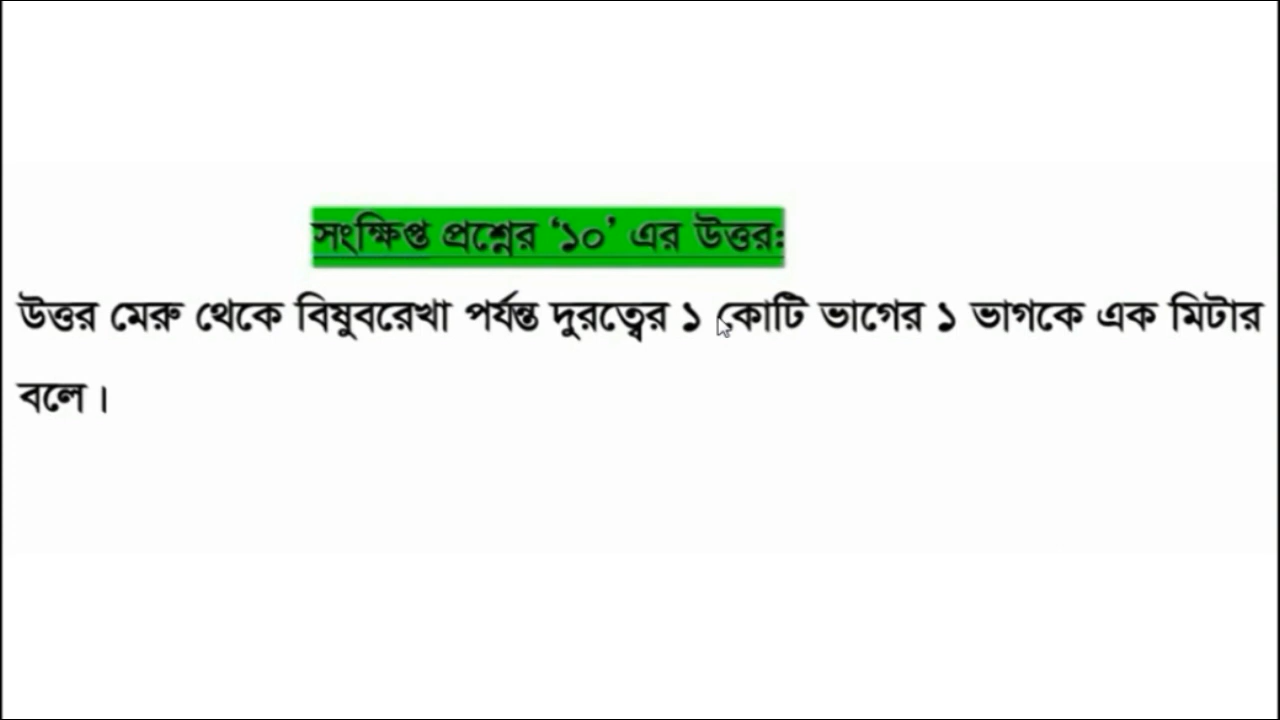 সংক্ষিপ্ত প্রশ্নের ‘১০’ এর উত্তর:
উত্তর মেরু থেকে বিষুবরেখা পর্যন্ত দুরত্বের ১ কোটি ভাগের ১ ভাগকে এক মিটার
বলে।